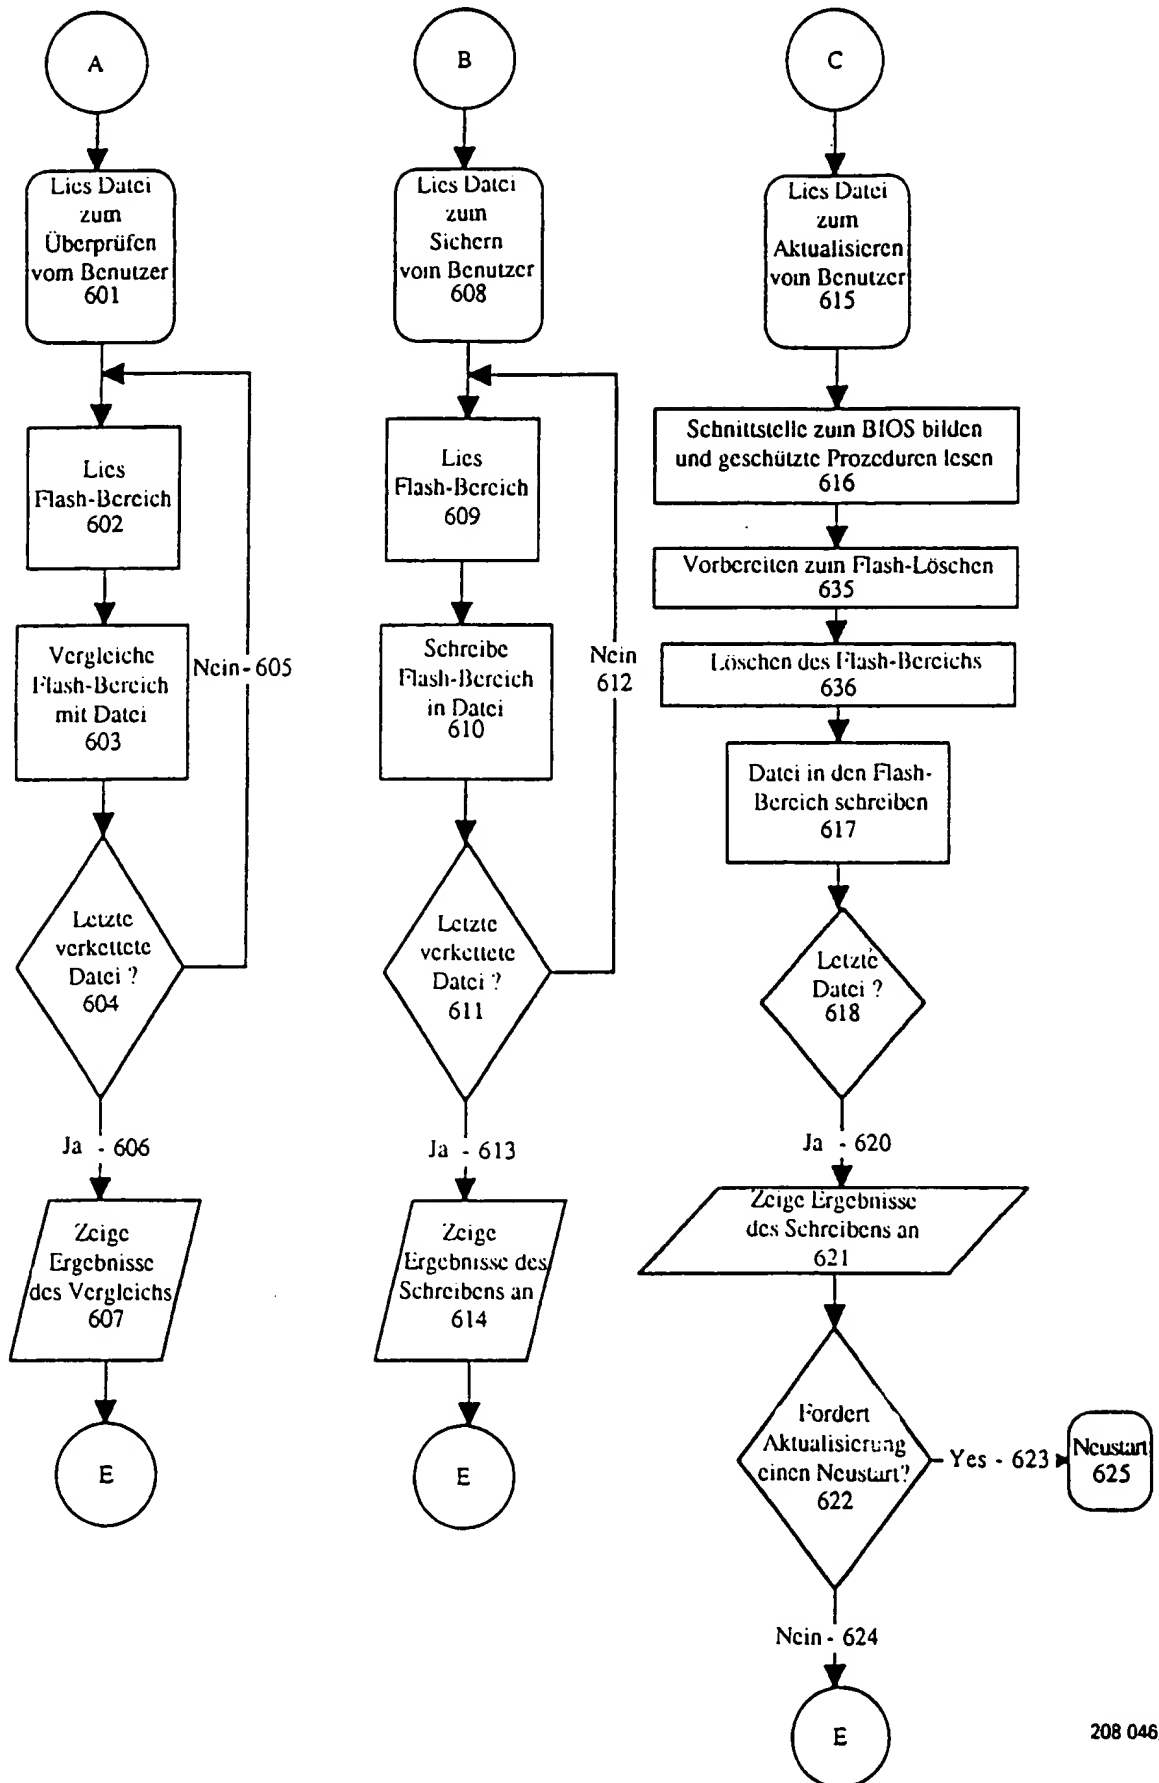 A
Lies Datei
zum
Überprüfen
vom Benutzer
601
Lies
Flash-Bereich
602
Vergleiche
Flash-Bereich
mit Datei
603
Nein - 605
Letzte
verkettete
Datei ?
604
Ja - 606
Zeige
Ergebnisse
des Vergleichs
607
E
B
Lies Datei
zum
Sichern
vom Benutzer
608
Lies
Flash-Bereich
609
Schreibe
Flash-Bereich
in Datei
610
Nein
612
Letzte
verkettete
Datei ?
611
Ja - 613
Zeige
Ergebnisse des
Schreibens an
614
E
C
Lies Datei
zum
Aktualisieren
vom Benutzer
615
Schnittstelle zum BIOS bilden
und geschützte Prozeduren lesen
616
Vorbereiten zum Flash-Löschen
635
Löschen des Flash-Bereichs
636
Datei in den Flash-
Bereich schreiben
617
Letzte
Datei ?
618
Ja - 620
Zeige Ergebnisse
des Schreibens an
621
Fordert
Aktualisierung
einen Neustart?
622
Yes - 623
Neustart
625
Nein - 624
E
208 046